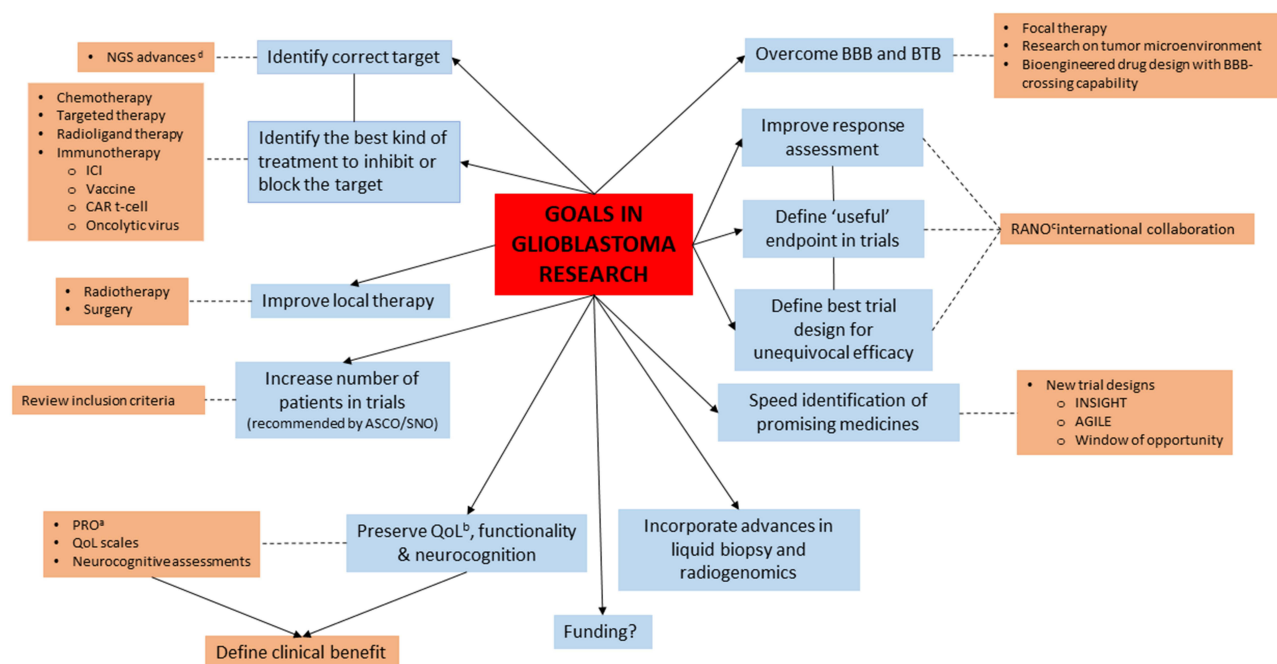 • NGS advances ᵈ
Identify correct target
• Chemotherapy
• Targeted therapy
• Radioligand therapy
• Immunotherapy
o ICI
o Vaccine
o CAR t-cell
o Oncolytic virus
Identify the best kind of
treatment to inhibit or
block the target
• Radiotherapy
• Surgery
Improve local therapy
Review inclusion criteria
Increase number of
patients in trials
(recommended by ASCO/SNO)
• PROᵃ
• QoL scales
• Neurocognitive assessments
Preserve QoLᵇ, functionality
& neurocognition
Define clinical benefit
GOALS IN
GLIOBLASTOMA
RESEARCH
Funding?
Overcome BBB and BTB
• Focal therapy
• Research on tumor microenvironment
• Bioengineered drug design with BBB-
crossing capability
Improve response
assessment
Define ‘useful’
endpoint in trials
Define best trial
design for
unequivocal efficacy
RANOᶜinternational collaboration
Speed identification of
promising medicines
• New trial designs
o INSIGHT
o AGILE
o Window of opportunity
Incorporate advances in
liquid biopsy and
radiogenomics